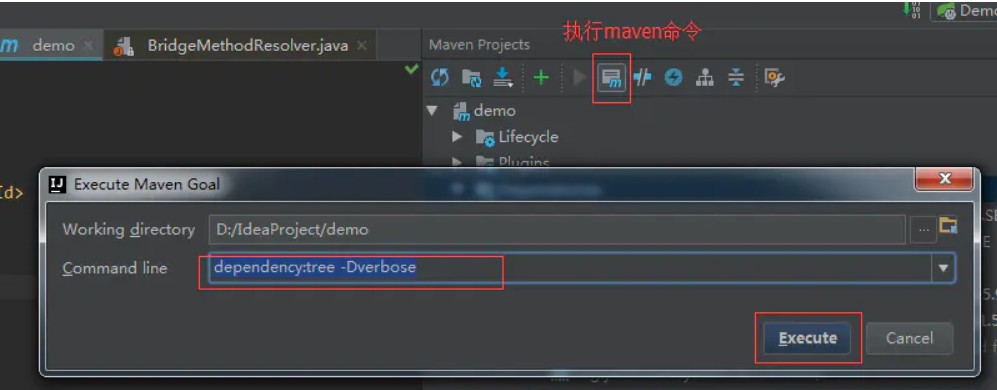 执行maven命令
Demo
demo
BridgeMethodResolver.java
Maven Projects
demo
Lifecycle
Plugins
Id>
Execute Maven Goal
Working directory
D:/IdeaProject/demo
...
Command line
dependency:tree -Dverbose
Execute
Cancel